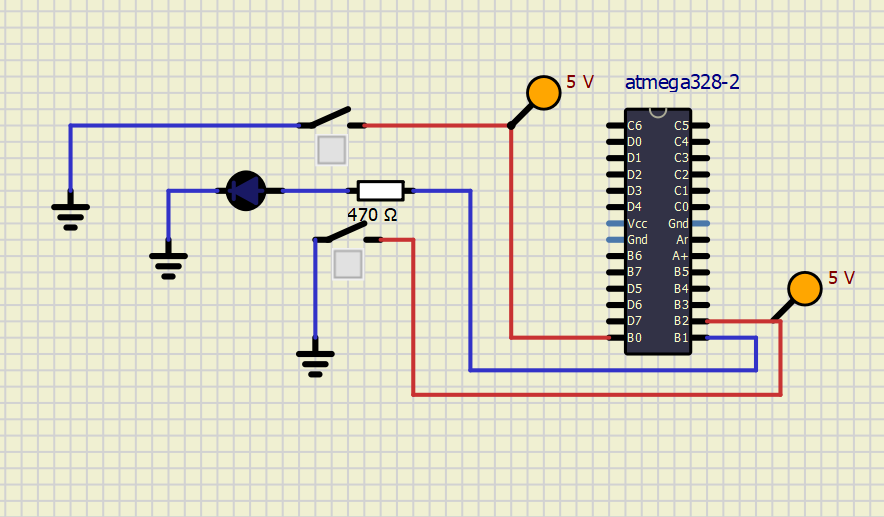 5 V
atmega328-2
C6 C5
D0 C4
D1 C3
D2 C2
D3 C1
D4 C0
470 Ω
Vcc Gnd
Gnd Ar
B6 A+
B7 B5
5 V
D5 B4
D6 B3
D7 B2
B0 B1